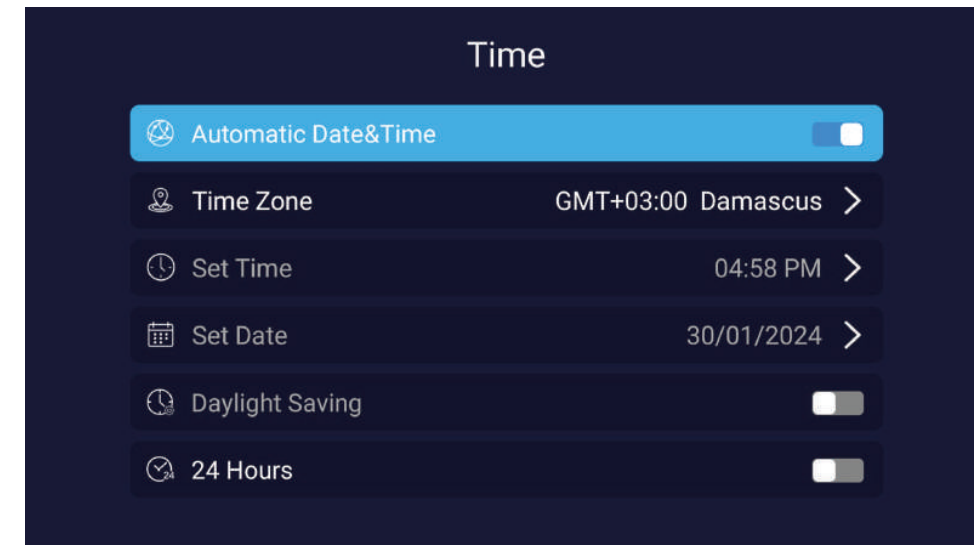 Time
Automatic Date&Time
Time Zone GMT+03:00 Damascus
Set Time 04:58 PM
Set Date 30/01/2024
Daylight Saving
24 Hours